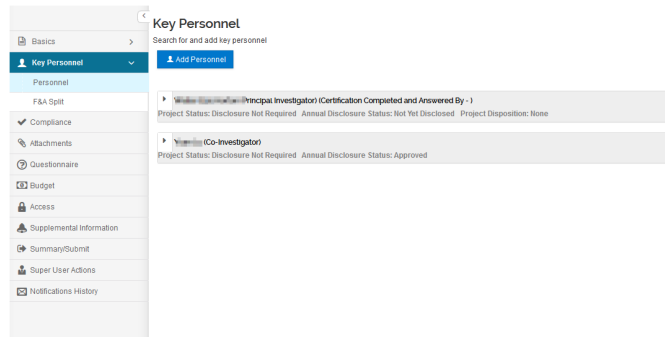 Key Personnel
Search for and add key personnel
Add Personnel
Basics
Key Personnel
Personnel
F&A Split
Compliance
Attachments
Questionnaire
Budget
Access
Supplemental Information
Summary/Submit
Super User Actions
Notifications History
Principal Investigator) (Certification Completed and Answered By - )
Project Status: Disclosure Not Required Annual Disclosure Status: Not Yet Disclosed Project Disposition: None
(Co-Investigator)
Project Status: Disclosure Not Required Annual Disclosure Status: Approved